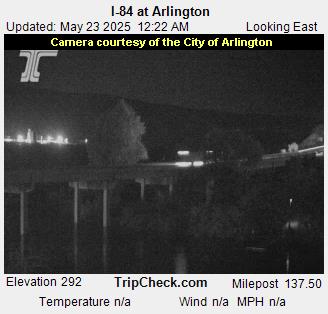 I-84 at Arlington
Updated: May 23 2025 12:22 AM Looking East
Camera courtesy of the City of Arlington
Elevation 292 TripCheck.com Milepost 137.50
Temperature n/a Wind n/a MPH n/a